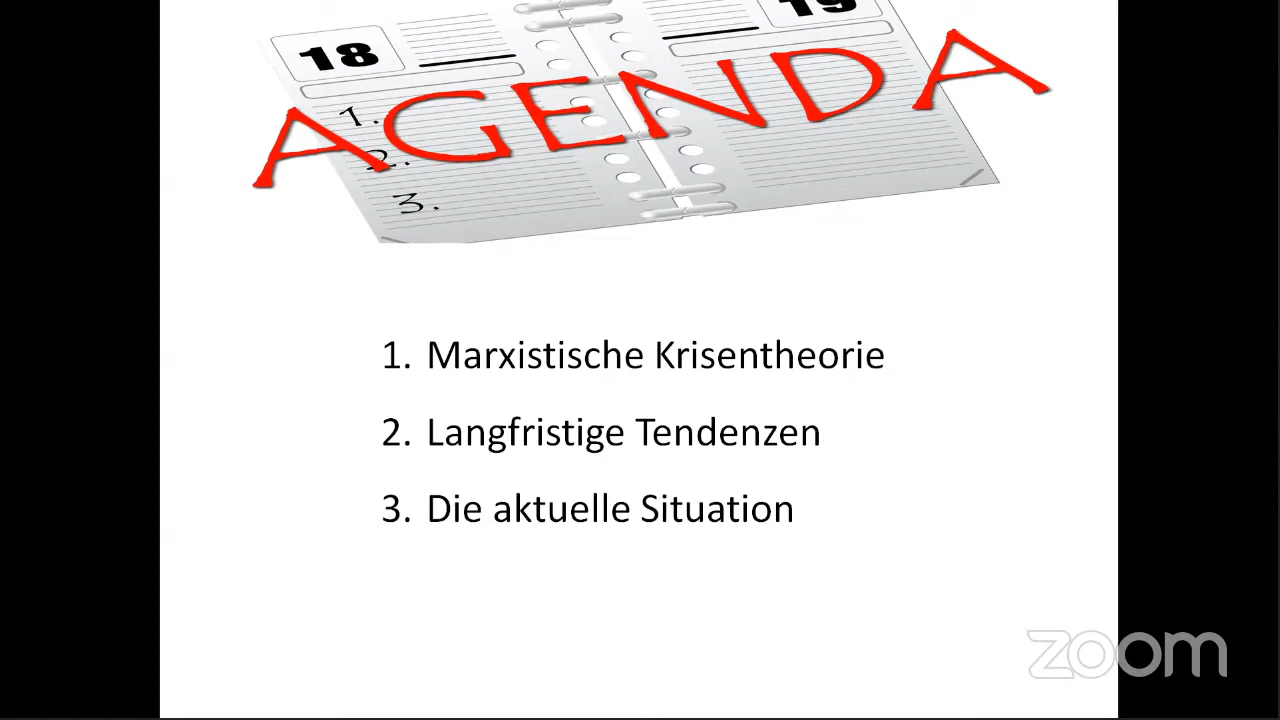 18
19
AGENDA
1.
2.
3.
1. Marxistische Krisentheorie
2. Langfristige Tendenzen
3. Die aktuelle Situation
zoom